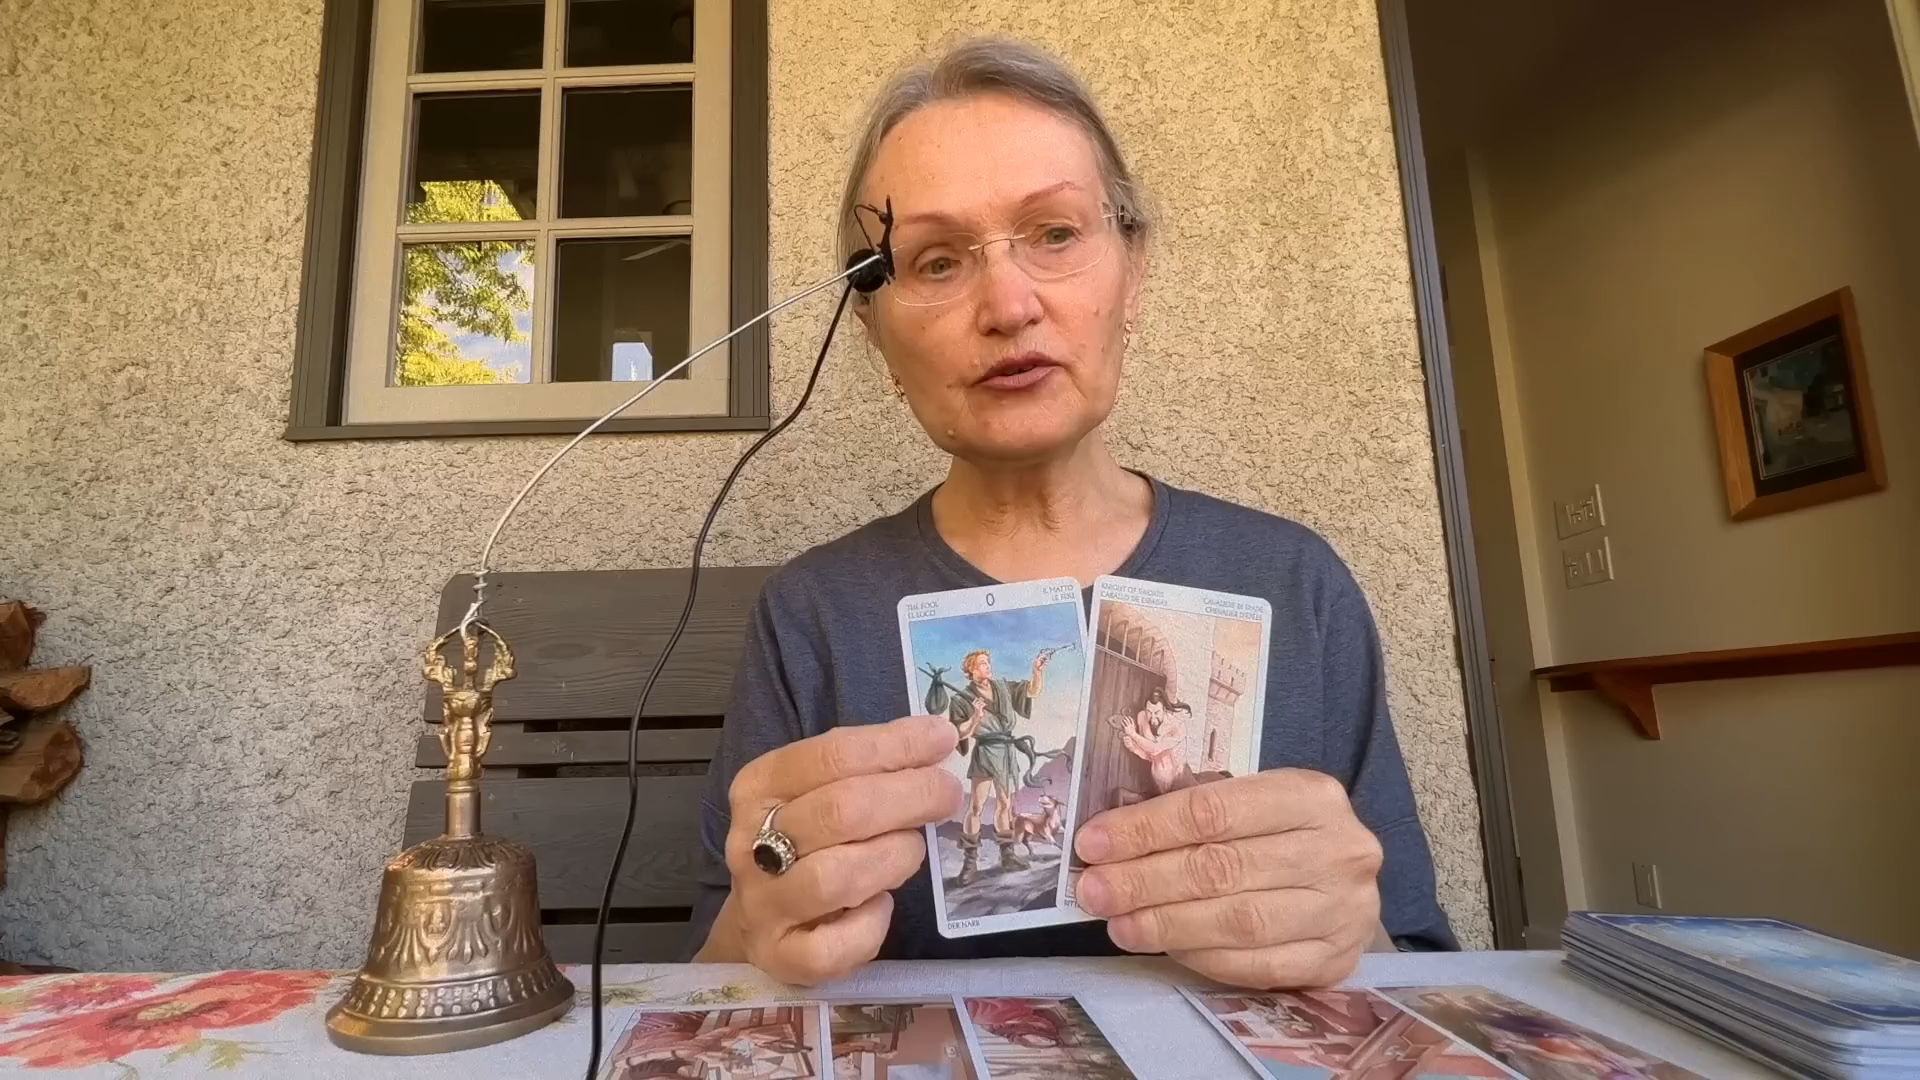 THE FOOL
EL LOCO
0
IL MATTO
LE FOU
DER NARR
KNIGHT OF SWORDS
CABALLO DE ESPADAS
CAVALIERE DI SPADE
CHEVALIER D'EPÉES